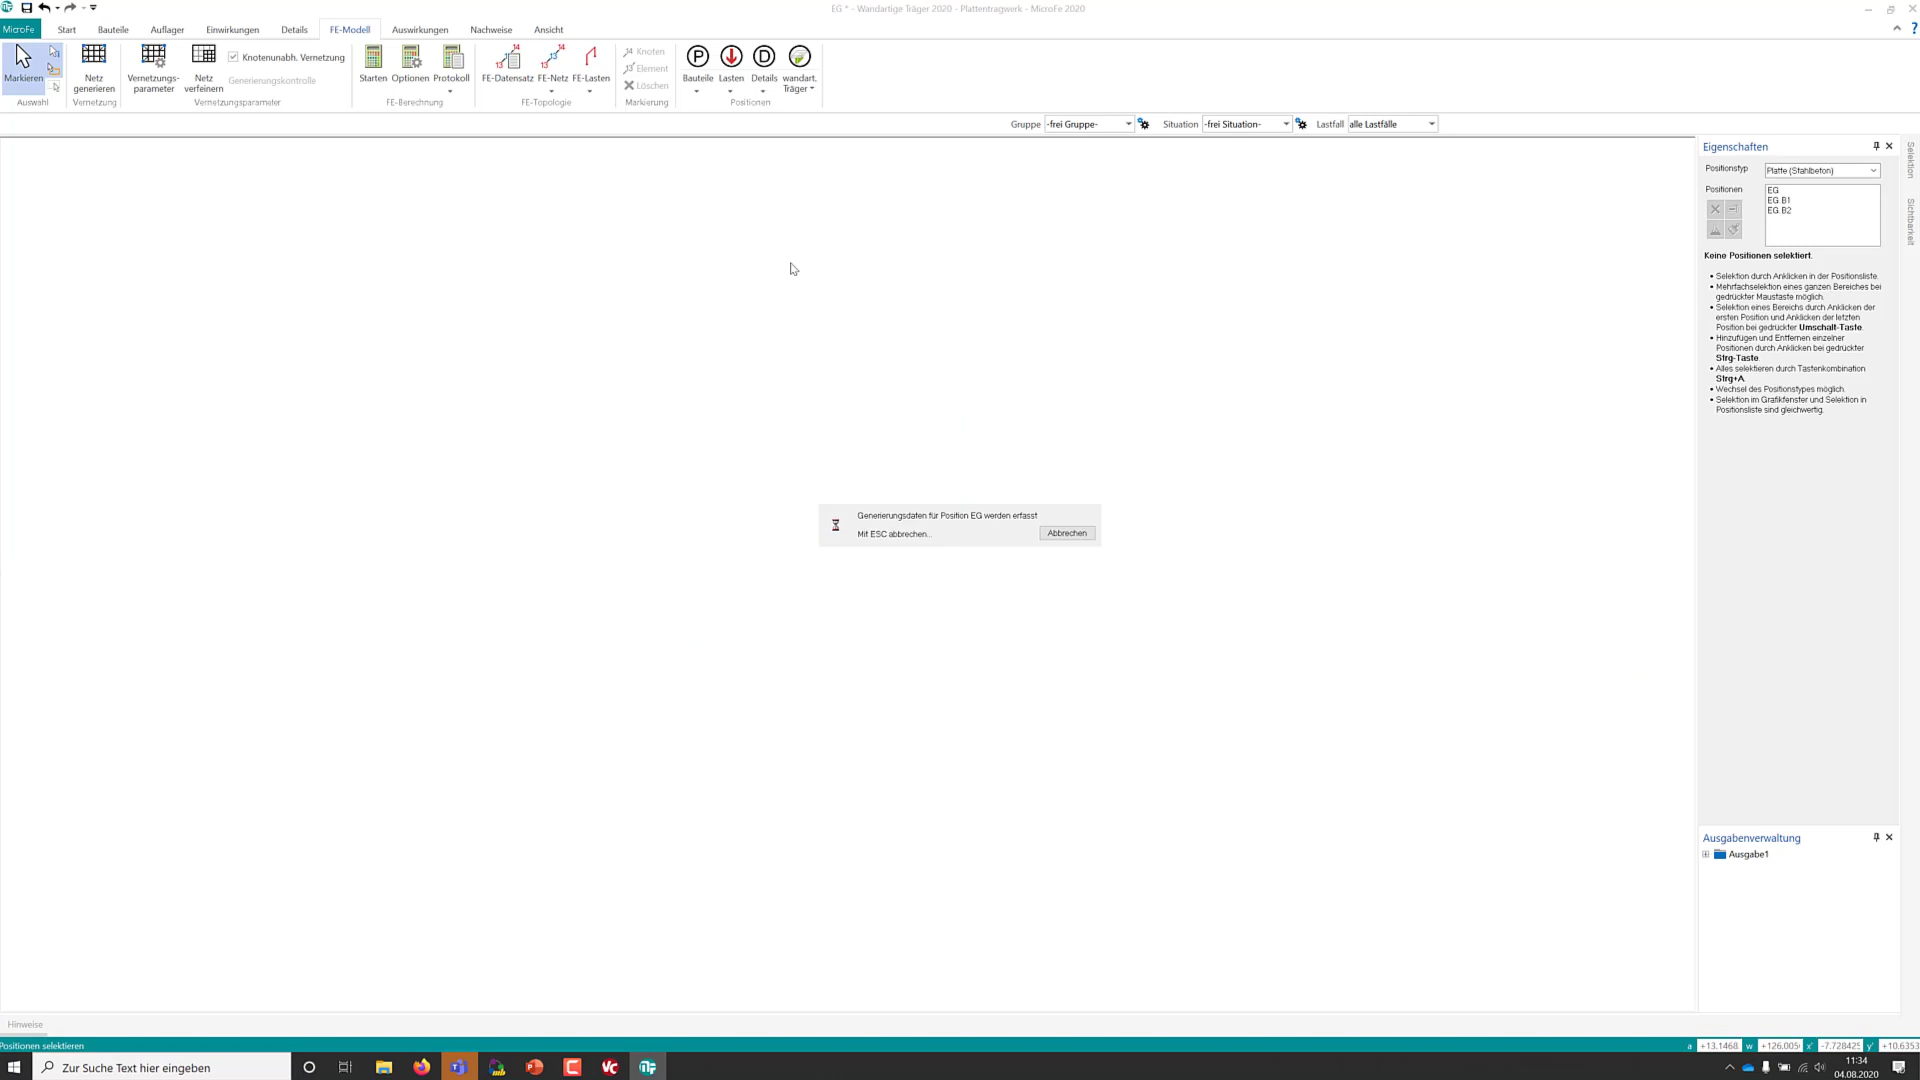 EG * - Wandartige Träger 2020 - Plattentragwerk - MicroFe 2020
MicroFe Start Bauteile Auflager Einwirkungen Details FE-Modell Auswirkungen Nachweise Ansicht
Markieren
Auswahl
Netz generieren
Vernetzung
Vernetzungs-parameter
Netz verfeinern
Knotenunabh. Vernetzung
Generierungskontrolle
Vernetzungsparameter
Starten Optionen Protokoll
FE-Berechnung
FE-Datensatz FE-Netz FE-Lasten
FE-Topologie
Knoten
Element
Löschen
Markierung
Bauteile Lasten Details wandart. Träger
Positionen
Gruppe -frei Gruppe- Situation -frei Situation- Lastfall alle Lastfälle
Eigenschaften
Positionstyp Platte (Stahlbeton)
Positionen
EG
EG.B1
EG.B2
Keine Positionen selektiert.
• Selektion durch Anklicken in der Positionsliste.
• Mehrfachselektion eines ganzen Bereiches bei
gedrückter Maustaste möglich.
• Selektion eines Bereichs durch Anklicken der
ersten Position und Anklicken der letzten
Position bei gedrückter Umschalt-Taste.
• Hinzufügen und Entfernen einzelner
Positionen durch Anklicken bei gedrückter
Strg-Taste.
• Alles selektieren durch Tastenkombination
Strg+A.
• Wechsel des Positionstypes möglich.
• Selektion im Grafikfenster und Selektion in
Positionsliste sind gleichwertig.
Selektion
Sichtbarkeit
Generierungsdaten für Position EG werden erfasst
Mit ESC abbrechen...
Abbrechen
Ausgabenverwaltung
Ausgabe1
Hinweise
Positionen selektieren
a +13.1468 w +126.005 x' -7.728425 y' +10.6353
Zur Suche Text hier eingeben
11:34
04.08.2020